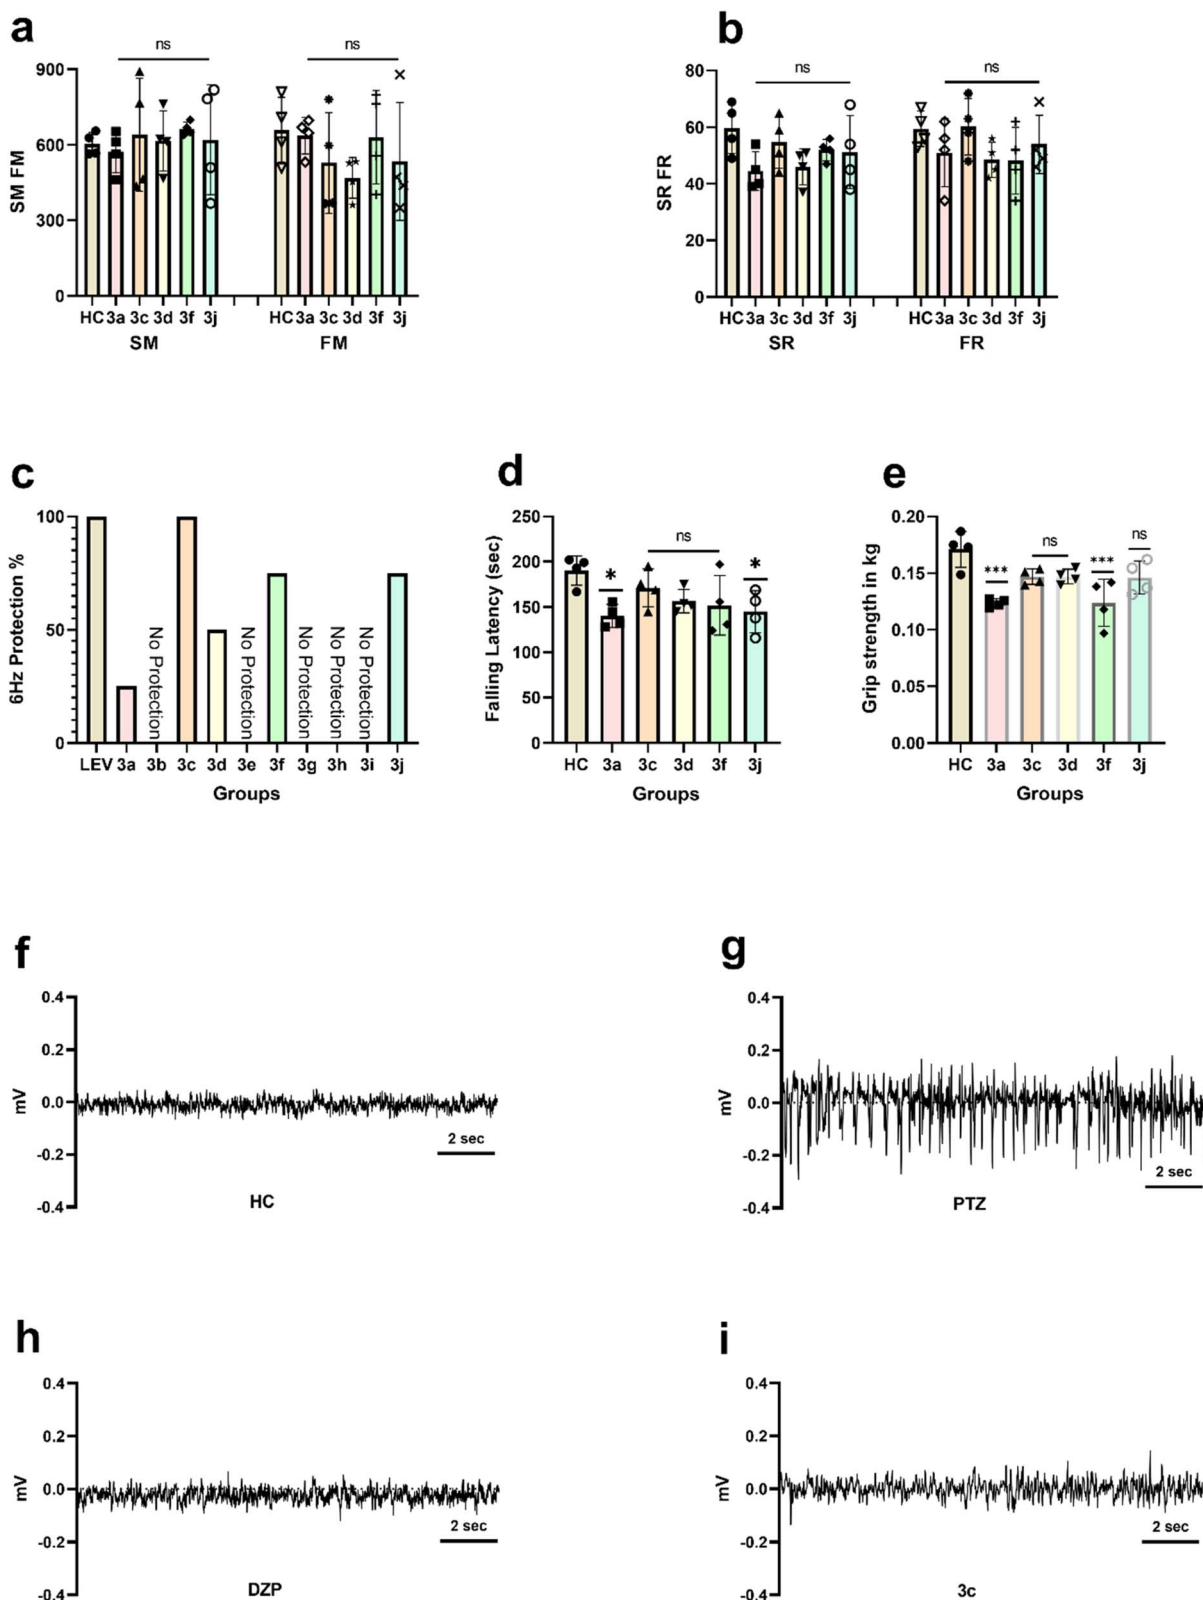 a
ns
ns
900
600
300
0
SM FM
HC 3a 3c 3d 3f 3j
HC 3a 3c 3d 3f 3j
SM
FM
b
ns
ns
80
60
40
20
0
SR FR
HC 3a 3c 3d 3f 3j
HC 3a 3c 3d 3f 3j
SR
FR
c
100
50
0
6Hz Protection %
No Protection
No Protection
No Protection
No Protection
No Protection
LEV 3a 3b 3c 3d 3e 3f 3g 3h 3i 3j
Groups
d
250
200
150
100
50
0
Falling Latency (sec)
*
ns
*
HC 3a 3c 3d 3f 3j
Groups
e
0.20
0.15
0.10
0.05
0.00
Grip strength in kg
***
ns
***
ns
HC 3a 3c 3d 3f 3j
Groups
f
0.4
0.2
0.0
-0.2
-0.4
mV
2 sec
HC
g
0.4
0.2
0.0
-0.2
-0.4
mV
2 sec
PTZ
h
0.4
0.2
0.0
-0.2
-0.4
mV
2 sec
DZP
i
0.4
0.2
0.0
-0.2
-0.4
mV
2 sec
3c